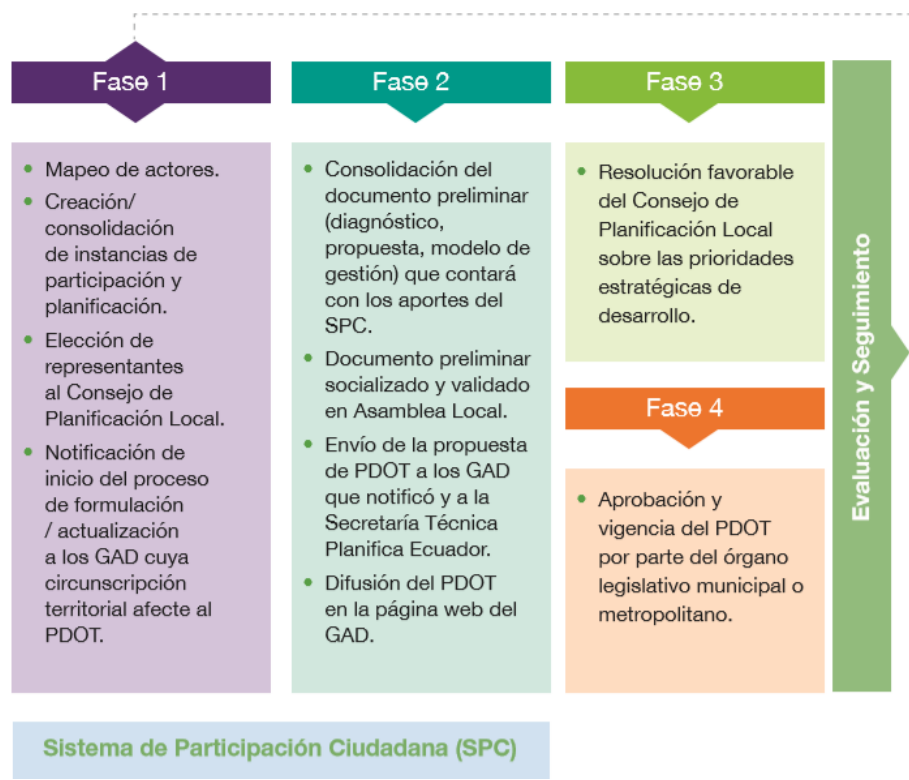 Fase 1
• Mapeo de actores.
• Creación/
consolidación
de instancias de
participación y
planificación.
• Elección de
representantes
al Consejo de
Planificación Local.
• Notificación de
inicio del proceso
de formulación
/ actualización
a los GAD cuya
circunscripción
territorial afecte al
PDOT.
Fase 2
• Consolidación del
documento preliminar
(diagnóstico,
propuesta, modelo de
gestión) que contará
con los aportes del
SPC.
• Documento preliminar
socializado y validado
en Asamblea Local.
• Envío de la propuesta
de PDOT a los GAD
que notificó y a la
Secretaría Técnica
Planifica Ecuador.
• Difusión del PDOT
en la página web del
GAD.
Fase 3
• Resolución favorable
del Consejo de
Planificación Local
sobre las prioridades
estratégicas de
desarrollo.
Fase 4
• Aprobación y
vigencia del PDOT
por parte del órgano
legislativo municipal o
metropolitano.
Evaluación y Seguimiento
Sistema de Participación Ciudadana (SPC)